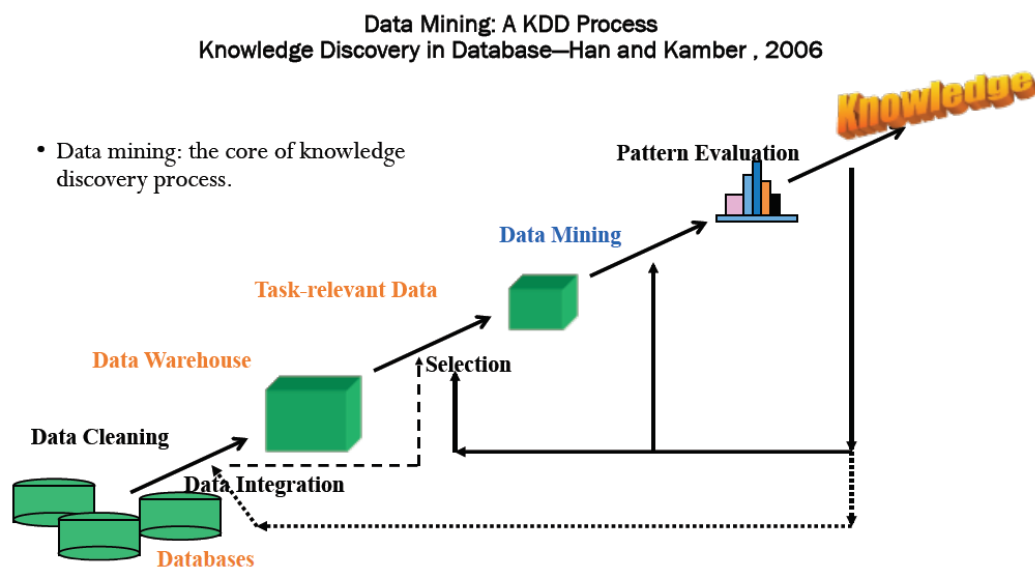 Data Mining: A KDD Process
Knowledge Discovery in Database—Han and Kamber , 2006
Knowledge
• Data mining: the core of knowledge
discovery process.
Pattern Evaluation
Data Mining
Task-relevant Data
Data Warehouse
Selection
Data Cleaning
Data Integration
Databases